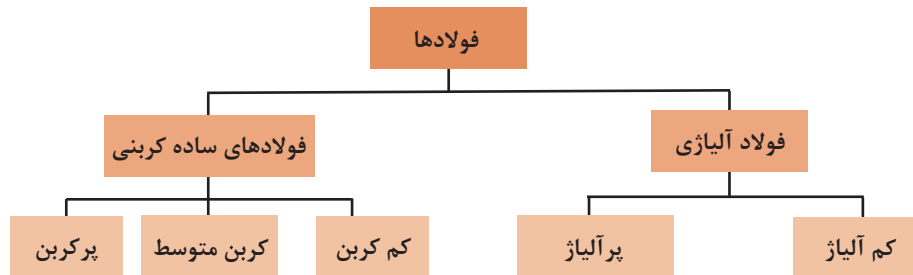 فولادها
فولاد آلیاژی
فولادهای ساده کربنی
کم آلیاژ
پرآلیاژ
کم کربن
کربن متوسط
پرکربن